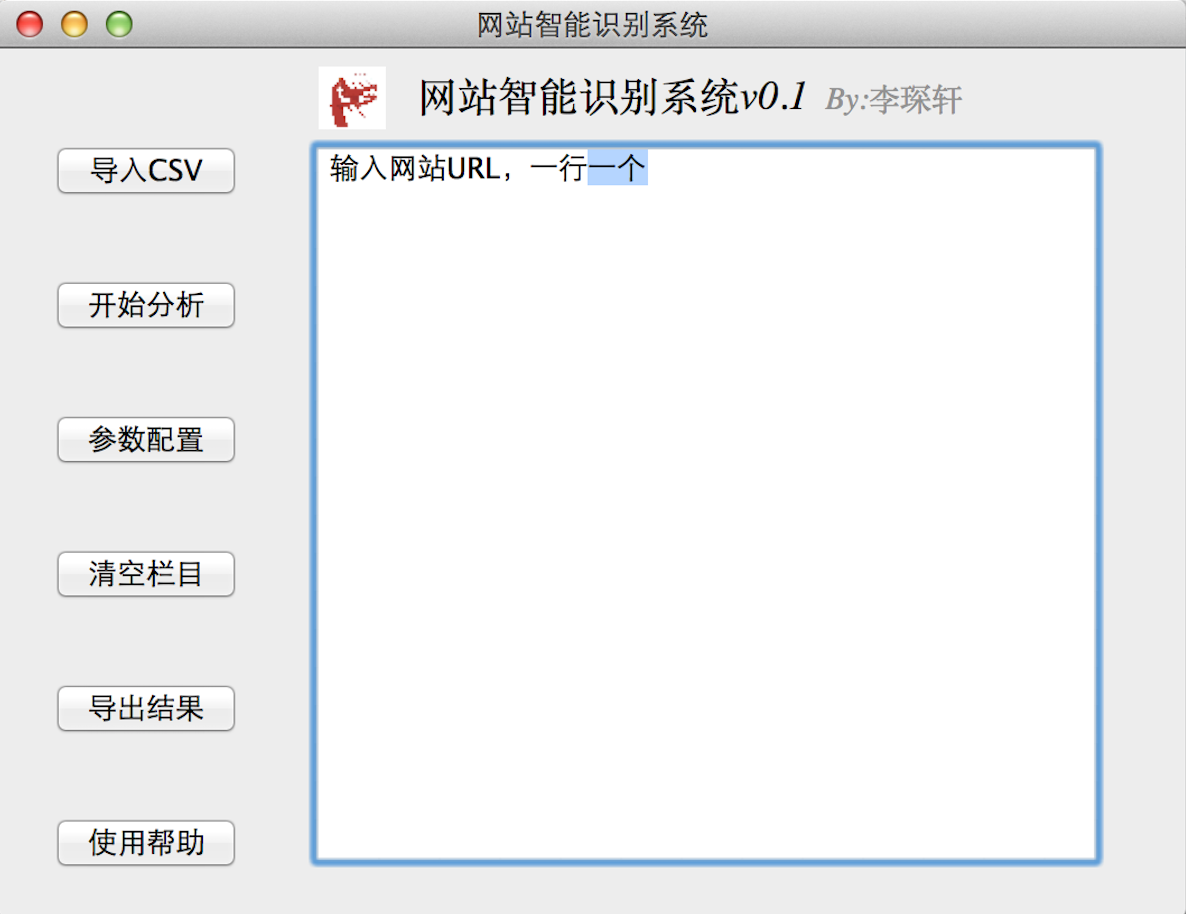 网站智能识别系统
网站智能识别系统v0.1 By:李琛轩
导入CSV
输入网站URL，一行一个
开始分析
参数配置
清空栏目
导出结果
使用帮助